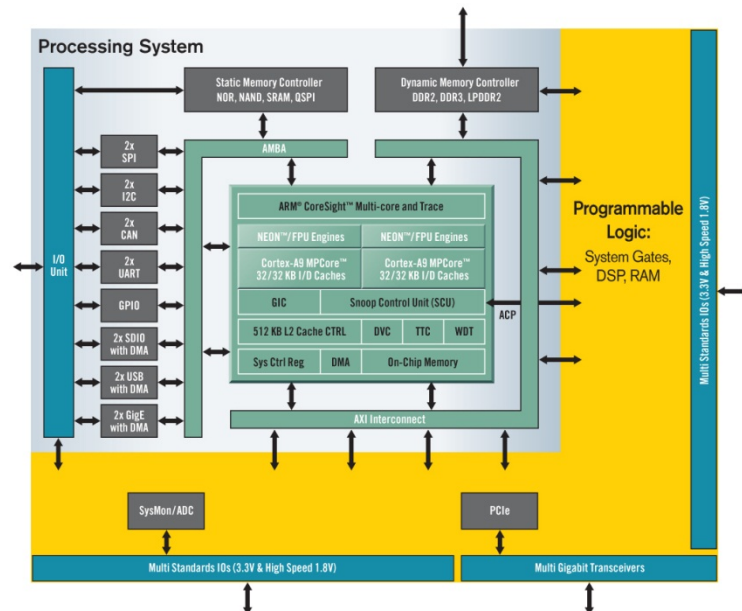 Processing System
Static Memory Controller
NOR, NAND, SRAM, QSPI
Dynamic Memory Controller
DDR2, DDR3, LPDDR2
AMBA
2x
SPI
2x
I2C
2x
CAN
2x
UART
GPIO
2x SDIO
with DMA
2x USB
with DMA
2x GigE
with DMA
I/O
Unit
ARM® CoreSight™ Multi-core and Trace
NEON™/FPU Engines
NEON™/FPU Engines
Cortex-A9 MPCore™
32/32 KB I/D Caches
Cortex-A9 MPCore™
32/32 KB I/D Caches
GIC
Snoop Control Unit (SCU)
512 KB L2 Cache CTRL
DVC
TTC
WDT
Sys Ctrl Reg
DMA
On-Chip Memory
ACP
AXI Interconnect
Programmable
Logic:
System Gates,
DSP, RAM
Multi Standards IOs (3.3V & High Speed 1.8V)
SysMon/ADC
PCIe
Multi Standards IOs (3.3V & High Speed 1.8V)
Multi Gigabit Transceivers